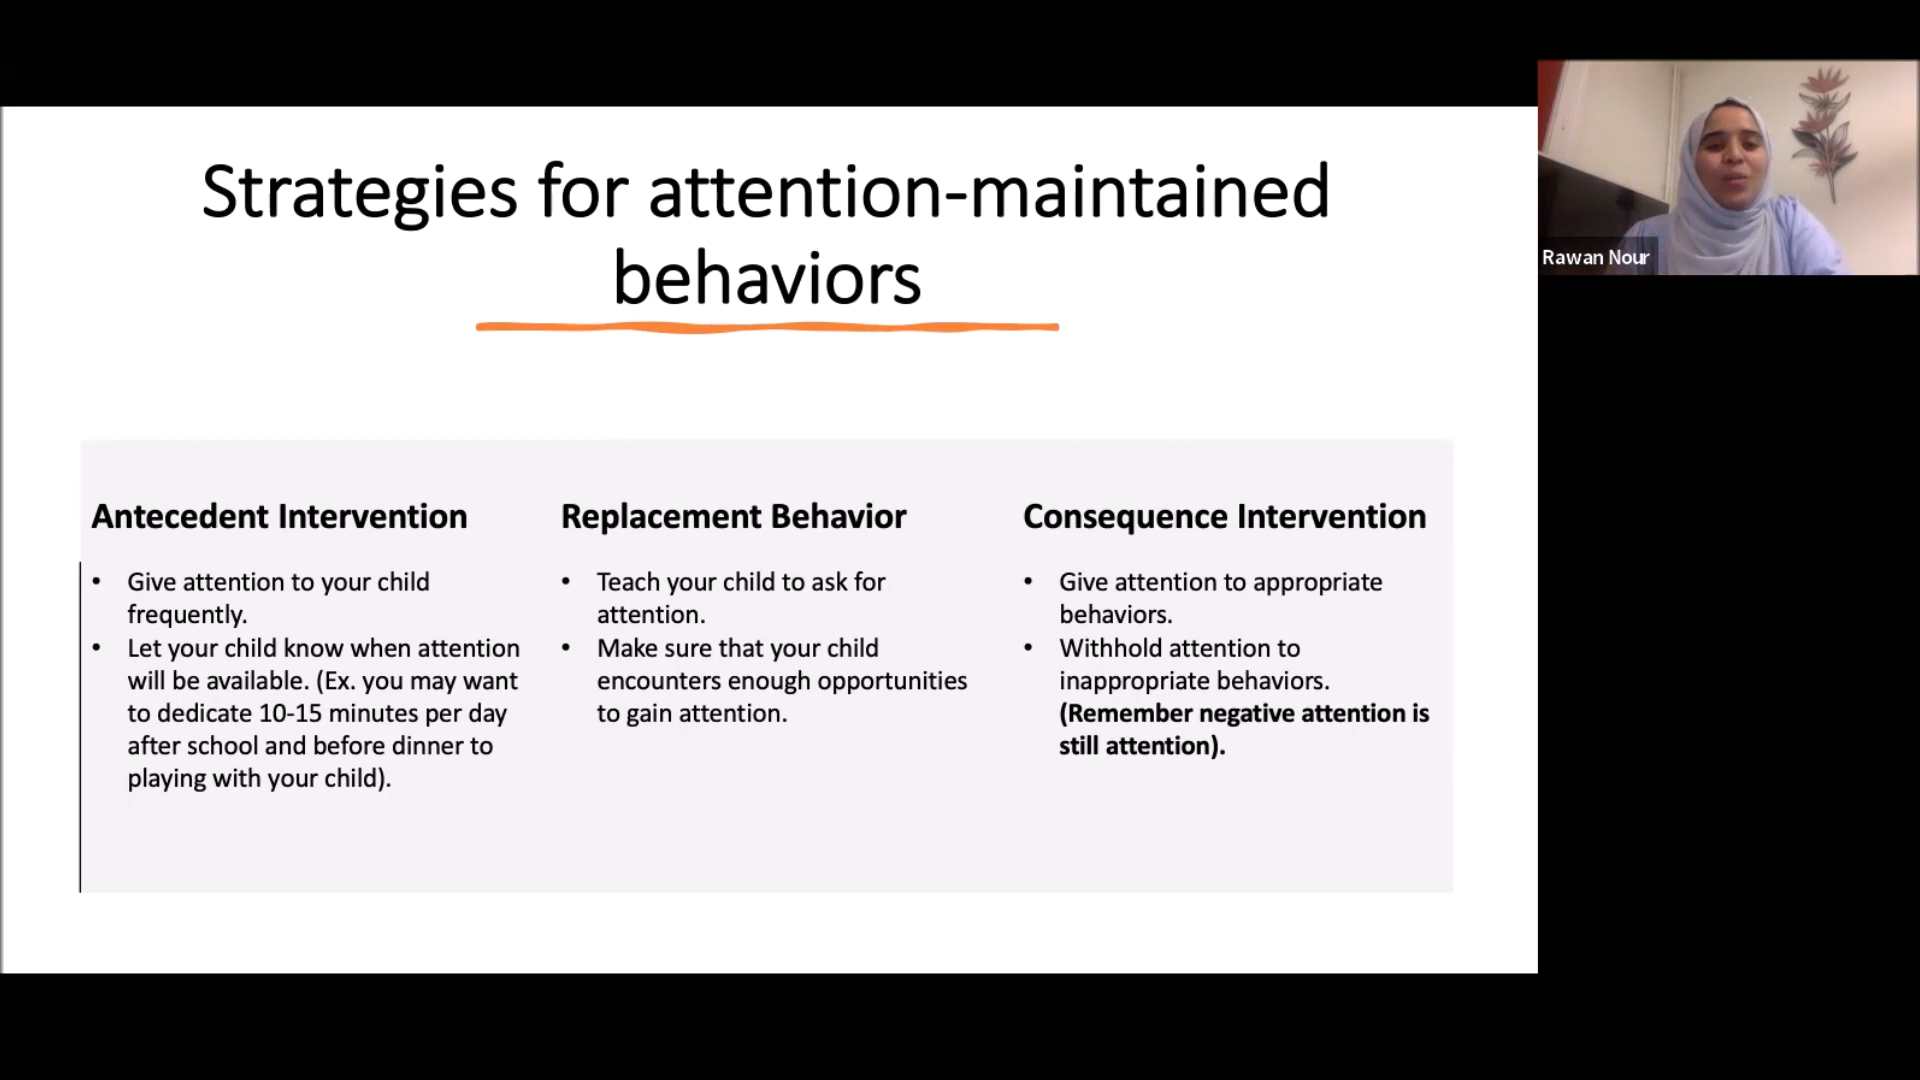 Strategies for attention-maintained
behaviors
Antecedent Intervention
• Give attention to your child
frequently.
• Let your child know when attention
will be available. (Ex. you may want
to dedicate 10-15 minutes per day
after school and before dinner to
playing with your child).
Replacement Behavior
• Teach your child to ask for
attention.
• Make sure that your child
encounters enough opportunities
to gain attention.
Consequence Intervention
• Give attention to appropriate
behaviors.
• Withhold attention to
inappropriate behaviors.
(Remember negative attention is
still attention).
Rawan Nour